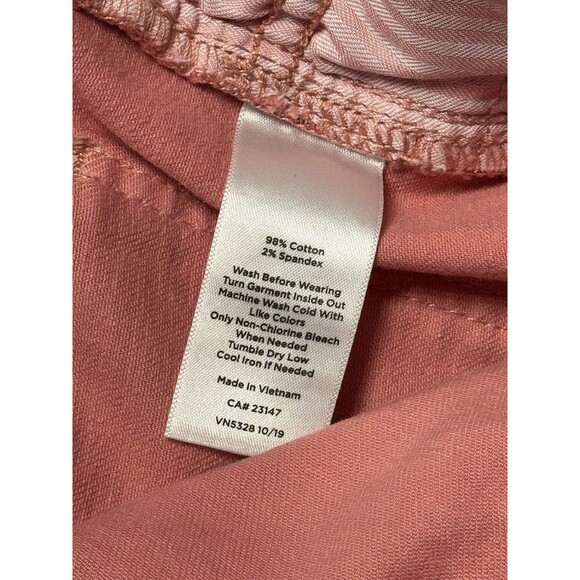 98% Cotton
2% Spandex
Wash Before Wearing
Turn Garment Inside Out
Machine Wash Cold With
Like Colors
Only Non-Chlorine Bleach
When Needed
Tumble Dry Low
Cool Iron If Needed
Made in Vietnam
CA# 23147
VN5328 10/19